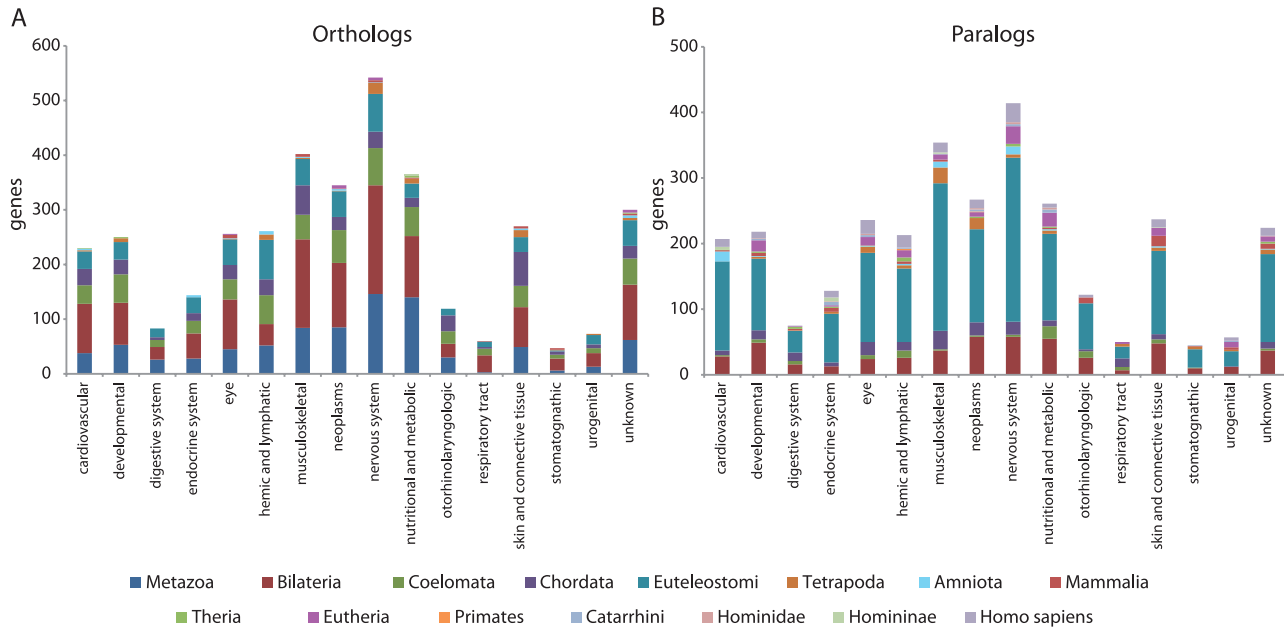 A
Orthologs
genes
600
500
400
300
200
100
0
cardiovascular
developmental
digestive system
endocrine system
eye
hemic and lymphatic
musculoskeletal
neoplasms
nervous system
nutritional and metabolic
otorhinolaryngologic
respiratory tract
skin and connective tissue
stomatognathic
urogenital
unknown
B
Paralogs
genes
500
400
300
200
100
0
cardiovascular
developmental
digestive system
endocrine system
eye
hemic and lymphatic
musculoskeletal
neoplasms
nervous system
nutritional and metabolic
otorhinolaryngologic
respiratory tract
skin and connective tissue
stomatognathic
urogenital
unknown
Metazoa Bilateria Coelomata Chordata Euteleostomi Tetrapoda Amniota Mammalia
Theria Eutheria Primates Catarrhini Hominidae Homininae Homo sapiens